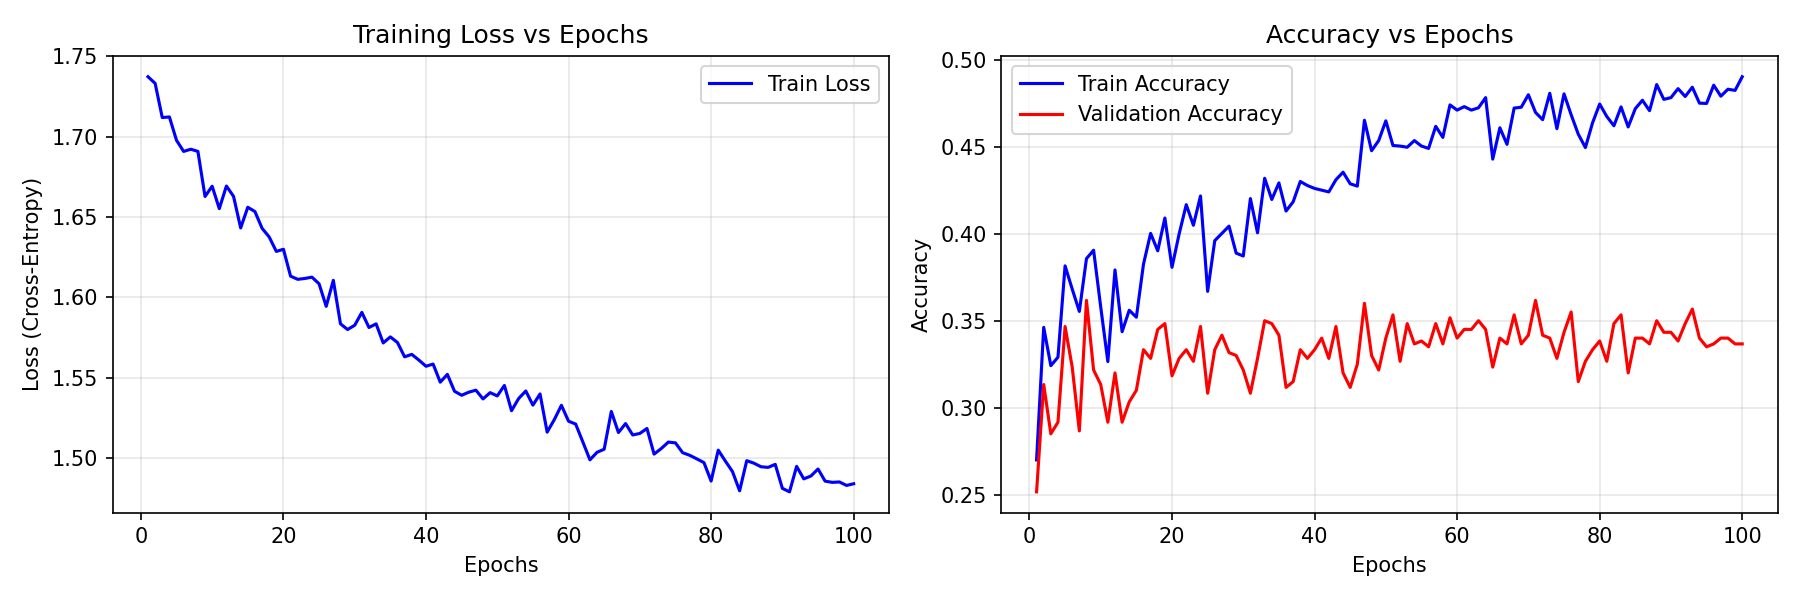 Training Loss vs Epochs
Train Loss
1.75
1.70
1.65
1.60
1.55
1.50
Loss (Cross-Entropy)
0 20 40 60 80 100
Epochs
Accuracy vs Epochs
Train Accuracy
Validation Accuracy
0.50
0.45
0.40
0.35
0.30
0.25
Accuracy
0 20 40 60 80 100
Epochs